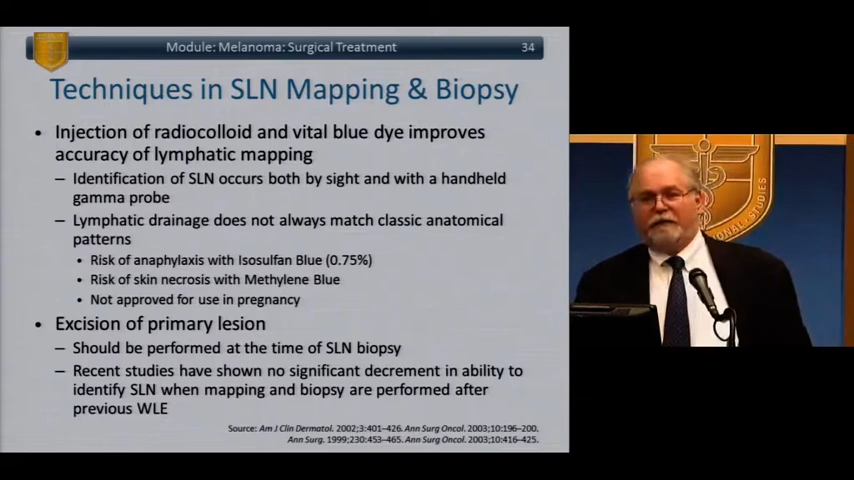 Module: Melanoma: Surgical Treatment 34
Techniques in SLN Mapping & Biopsy
• Injection of radiocolloid and vital blue dye improves
accuracy of lymphatic mapping
– Identification of SLN occurs both by sight and with a handheld
gamma probe
– Lymphatic drainage does not always match classic anatomical
patterns
• Risk of anaphylaxis with Isosulfan Blue (0.75%)
• Risk of skin necrosis with Methylene Blue
• Not approved for use in pregnancy
• Excision of primary lesion
– Should be performed at the time of SLN biopsy
– Recent studies have shown no significant decrement in ability to
identify SLN when mapping and biopsy are performed after
previous WLE
Source: Am J Clin Dermatol. 2002;3:401–426. Ann Surg Oncol. 2003;10:196–200.
Ann Surg. 1999;230:453–465. Ann Surg Oncol. 2003;10:416–425.
STUDIES